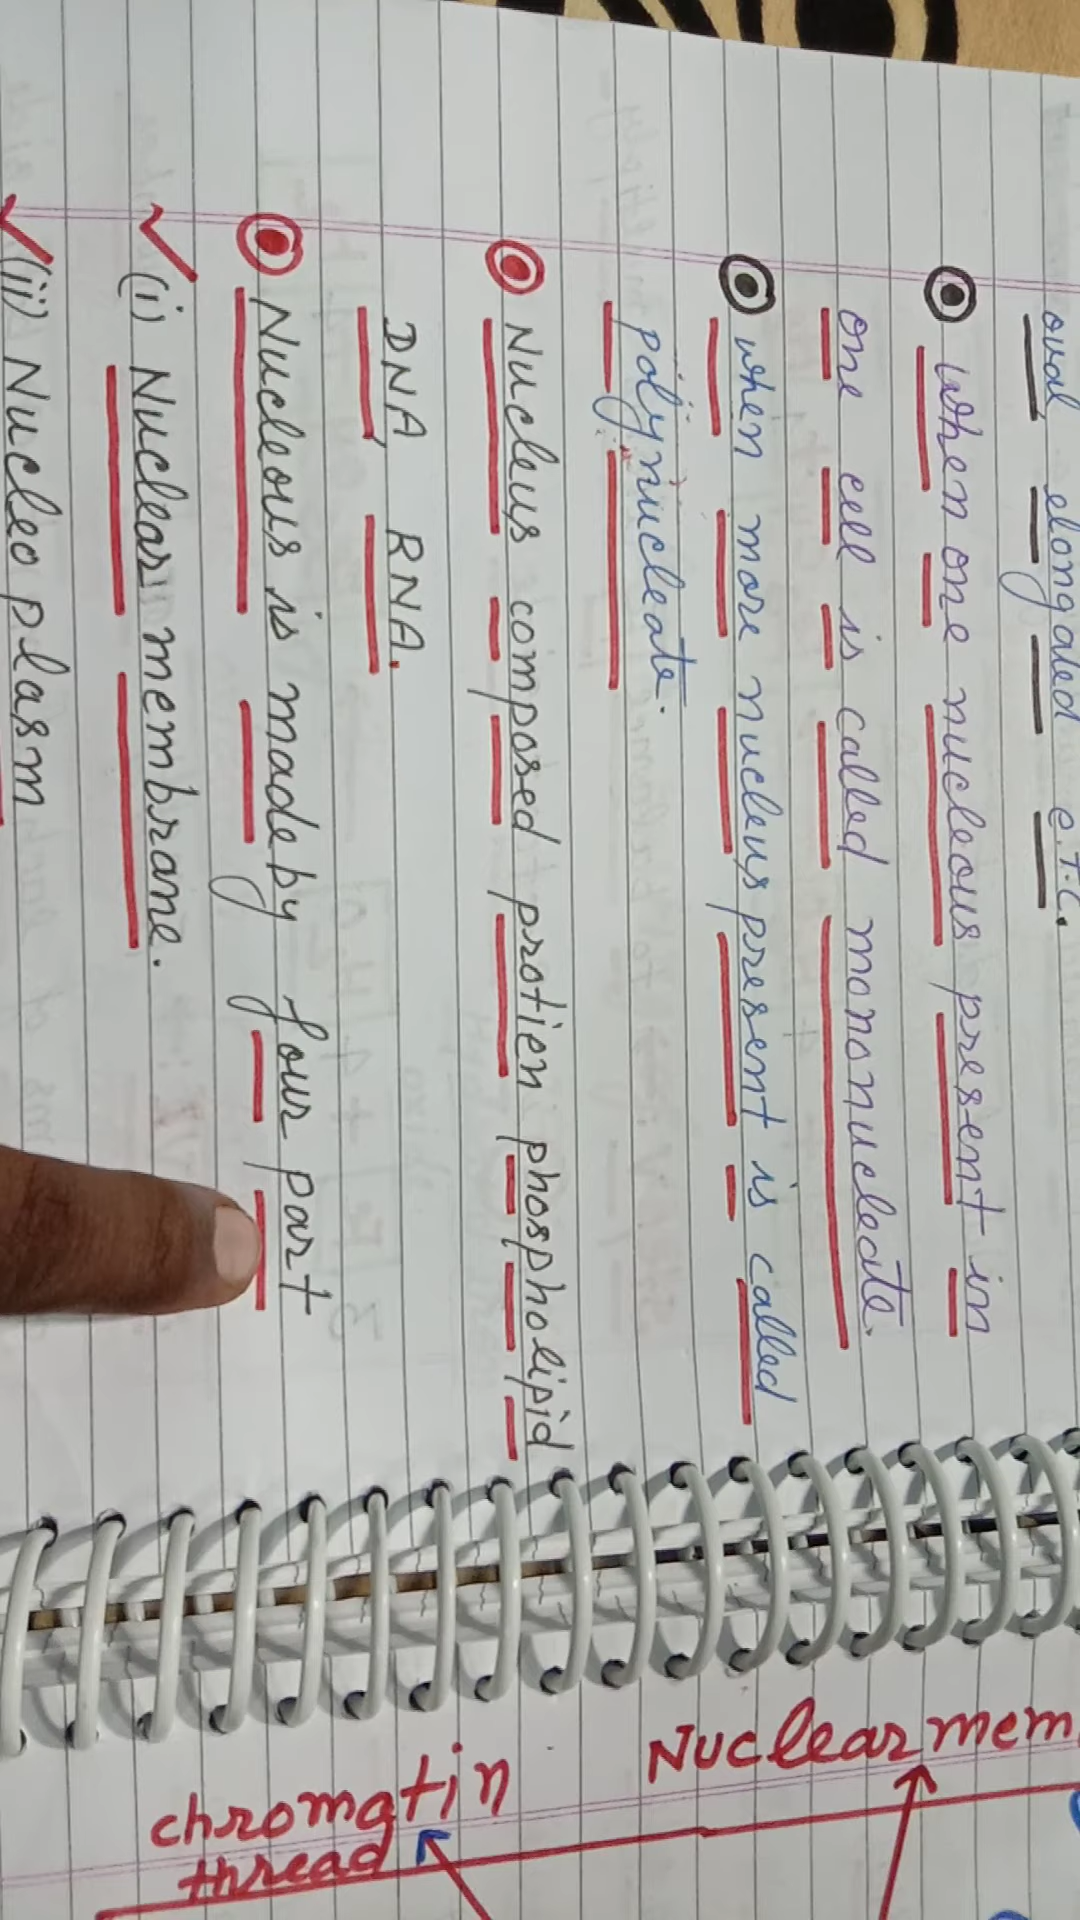 oval elongated e.T.C.
when one nucleous present in
one cell is called mononucleate.
when more nucleus present is called
polynucleate.
Nucleus composed protien phospholipid
DNA, RNA.
Nucleous is made by four part
(i) Nuclear membrane.
(ii) Nucleo plasm
Nuclear mem
chromatin
thread